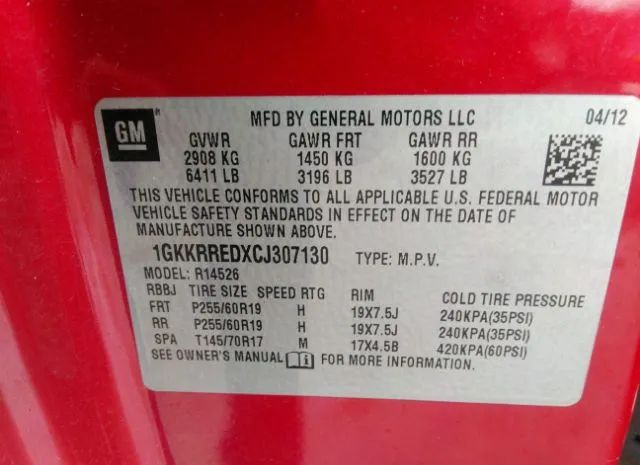 GM
MFD BY GENERAL MOTORS LLC 04/12
GVWR GAWR FRT GAWR RR
2908 KG 1450 KG 1600 KG
6411 LB 3196 LB 3527 LB
THIS VEHICLE CONFORMS TO ALL APPLICABLE U.S. FEDERAL MOTOR
VEHICLE SAFETY STANDARDS IN EFFECT ON THE DATE OF
MANUFACTURE SHOWN ABOVE.
1GKKRREDXCJ307130 TYPE: M.P.V.
MODEL: R14526
RBBJ TIRE SIZE SPEED RTG RIM COLD TIRE PRESSURE
FRT P255/60R19 H 19X7.5J 240KPA(35PSI)
RR P255/60R19 H 19X7.5J 240KPA(35PSI)
SPA T145/70R17 M 17X4.5B 420KPA(60PSI)
SEE OWNER'S MANUAL FOR MORE INFORMATION.